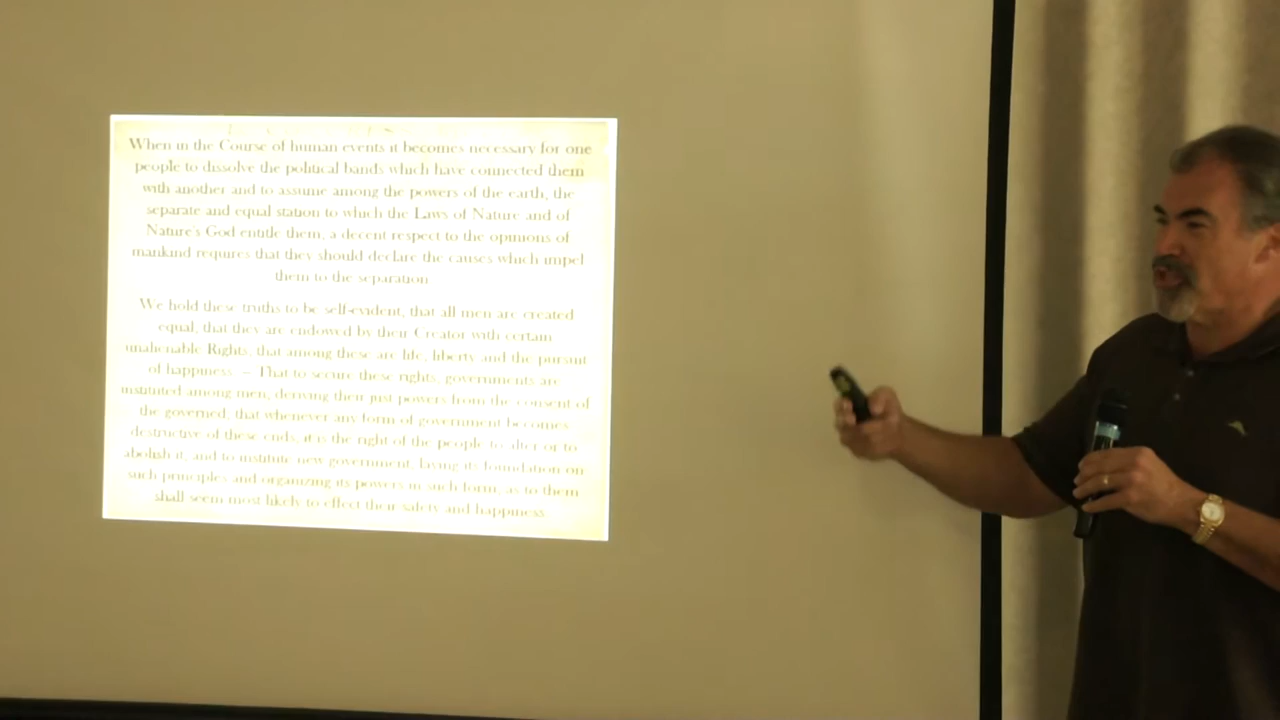 When in the Course of human events it becomes necessary for one
people to dissolve the political bands which have connected them
with another and to assume among the powers of the earth, the
separate and equal station to which the Laws of Nature and of
Nature's God entitle them, a decent respect to the opinions of
mankind requires that they should declare the causes which impel
them to the separation.
We hold these truths to be self-evident, that all men are created
equal, that they are endowed by their Creator with certain
unalienable Rights, that among these are life, liberty and the pursuit
of happiness. – That to secure these rights, governments are
instituted among men, deriving their just powers from the consent of
the governed, that whenever any form of government becomes
destructive of these ends, it is the right of the people to alter or to
abolish it, and to institute new government, laying its foundation on
such principles and organizing its powers in such form, as to them
shall seem most likely to effect their safety and happiness.